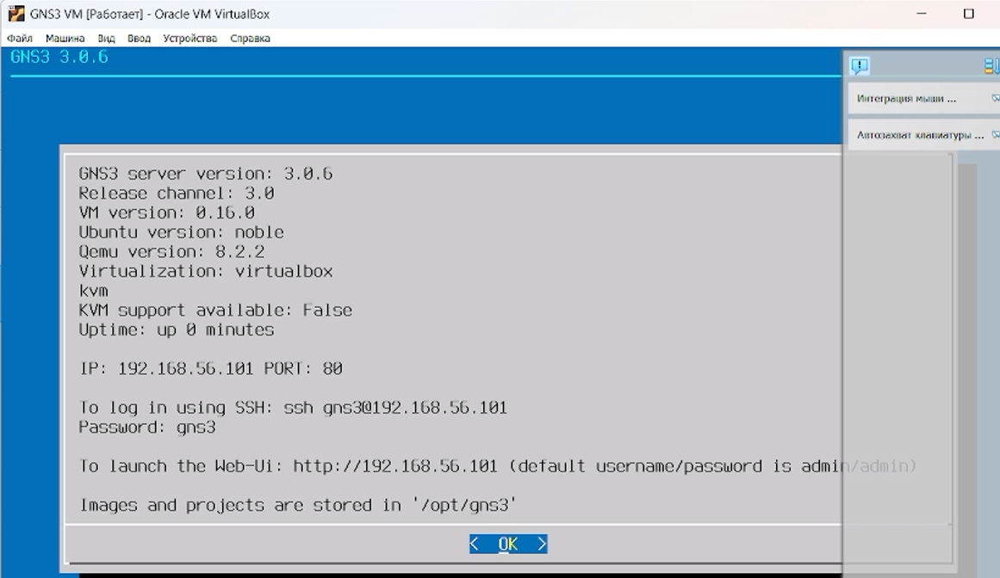 GNS3 VM [Работает] - Oracle VM VirtualBox
Файл Машина Вид Ввод Устройства Справка
GNS3 3.0.6
Интеграция мыши ...
Автозахват клавиатуры ...
GNS3 server version: 3.0.6
Release channel: 3.0
VM version: 0.16.0
Ubuntu version: noble
Qemu version: 8.2.2
Virtualization: virtualbox
kvm
KVM support available: False
Uptime: up 0 minutes
IP: 192.168.56.101 PORT: 80
To log in using SSH: ssh gns3@192.168.56.101
Password: gns3
To launch the Web-Ui: http://192.168.56.101 (default username/password is admin/admin)
Images and projects are stored in '/opt/gns3'
< OK >